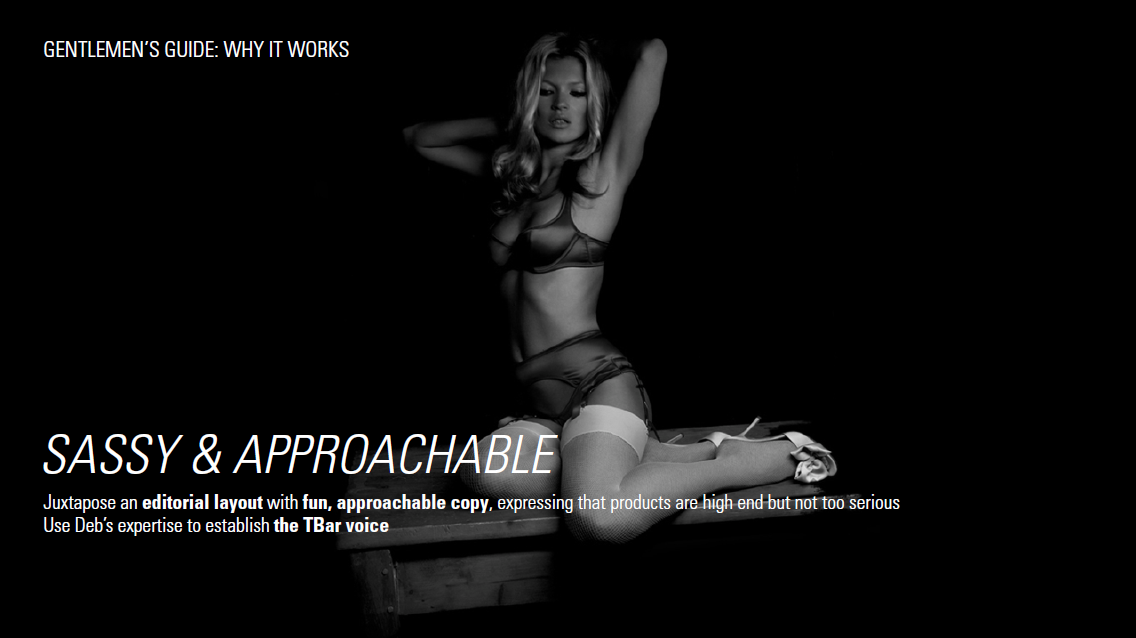 GENTLEMEN’S GUIDE: WHY IT WORKS
SASSY & APPROACHABLE
Juxtapose an editorial layout with fun, approachable copy, expressing that products are high end but not too serious
Use Deb’s expertise to establish the TBar voice